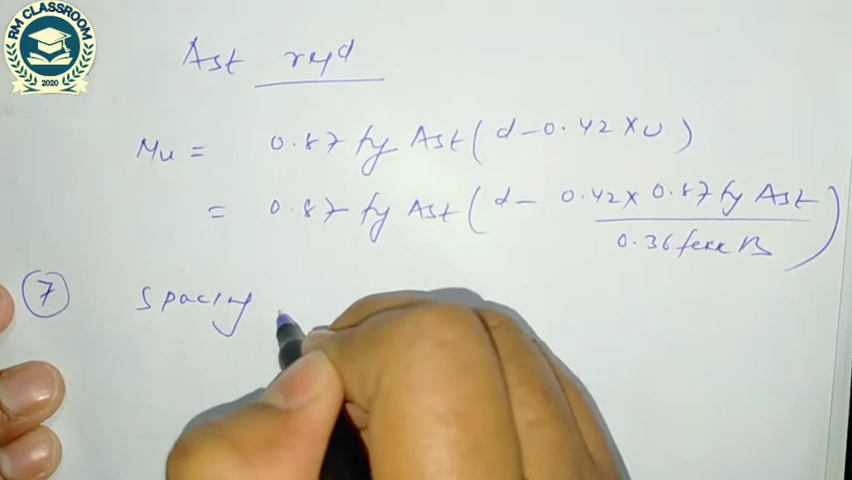 RM CLASSROOM
2020
Ast reqd
Mu = 0.87 fy Ast ( d - 0.42 Xu )
= 0.87 fy Ast ( d - 0.42 x 0.87 fy Ast / 0.36 fck B )
7 Spacing